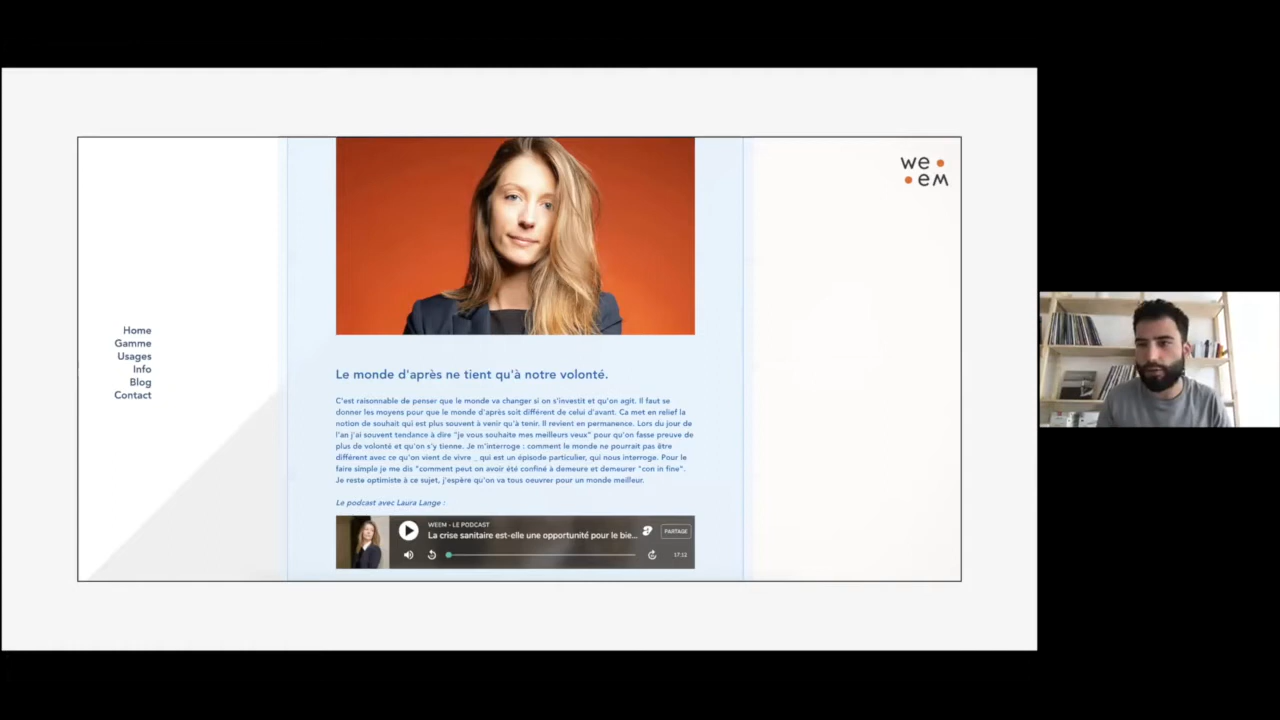 we
em
Home
Gamme
Usages
Info
Blog
Contact
Le monde d'après ne tient qu'à notre volonté.
C'est raisonnable de penser que le monde va changer si on s'investit et qu'on agit. Il faut se
donner les moyens pour que le monde d'après soit différent de celui d'avant. Ca met en relief la
notion de souhait qui est plus souvent à venir qu'à tenir. Il revient en permanence. Lors du jour de
l'an j'ai souvent tendance à dire "je vous souhaite mes meilleurs veux" pour qu'on fasse preuve de
plus de volonté et qu'on s'y tienne. Je m'interroge : comment le monde ne pourrait pas être
différent avec ce qu'on vient de vivre _ qui est un épisode particulier, qui nous interroge. Pour le
faire simple je me dis "comment peut on avoir été confiné à demeure et demeurer "con in fine".
Je reste optimiste à ce sujet, j'espère qu'on va tous oeuvrer pour un monde meilleur.
Le podcast avec Laura Lange :
WEEM - LE PODCAST
La crise sanitaire est-elle une opportunité pour le bie...
PARTAGE
17:12